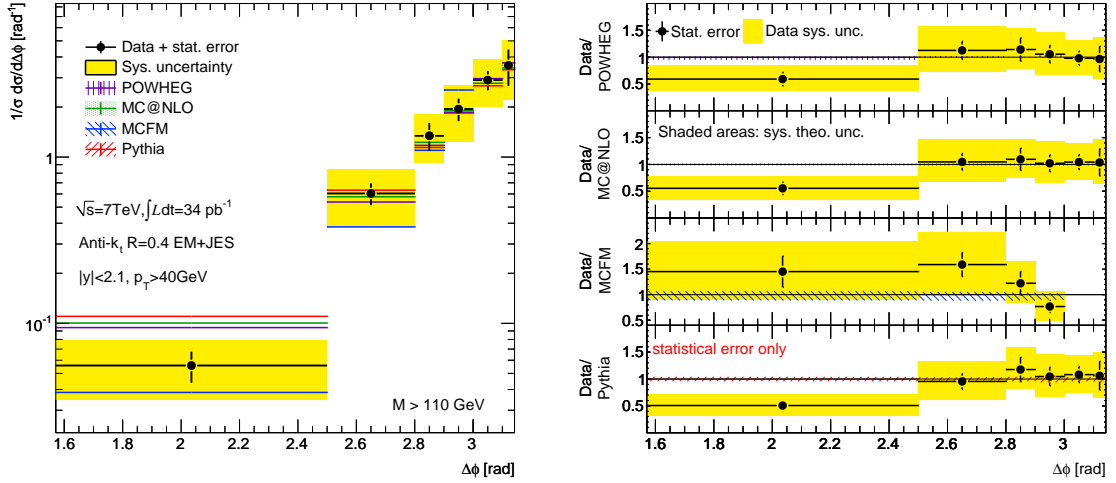 1/σ dσ/dΔϕ [rad⁻¹]
Data + stat. error
Sys. uncertainty
POWHEG
MC@NLO
MCFM
Pythia
1
10⁻¹
√s=7TeV,∫Ldt=34 pb⁻¹
Anti-kₜ R=0.4 EM+JES
|y|<2.1, p_T>40GeV
M > 110 GeV
1.6 1.8 2 2.2 2.4 2.6 2.8 3
Δϕ [rad]
Stat. error Data sys. unc.
Data/
POWHEG
1.5
1
0.5
Shaded areas: sys. theo. unc.
Data/
MC@NLO
1.5
1
0.5
Data/
MCFM
2
1.5
1
0.5
statistical error only
Data/
Pythia
1.5
1
0.5
1.6 1.8 2 2.2 2.4 2.6 2.8 3
Δϕ [rad]